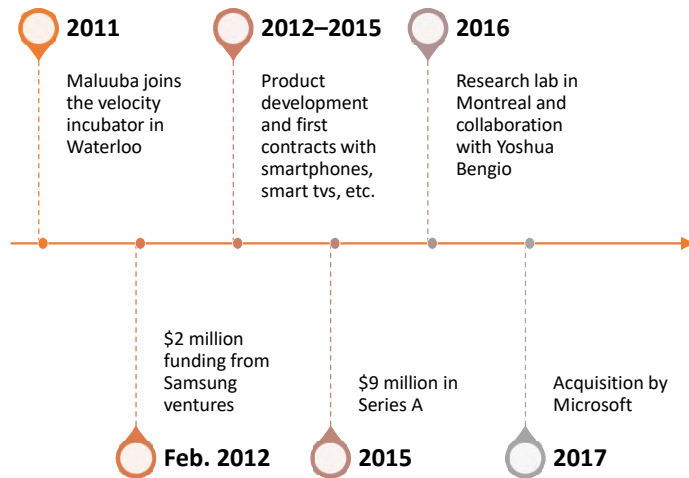 2011
Maluuba joins
the velocity
incubator in
Waterloo
2012–2015
Product
development
and first
contracts with
smartphones,
smart tvs, etc.
2016
Research lab in
Montreal and
collaboration
with Yoshua
Bengio
$2 million
funding from
Samsung
ventures
Feb. 2012
$9 million in
Series A
2015
Acquisition by
Microsoft
2017